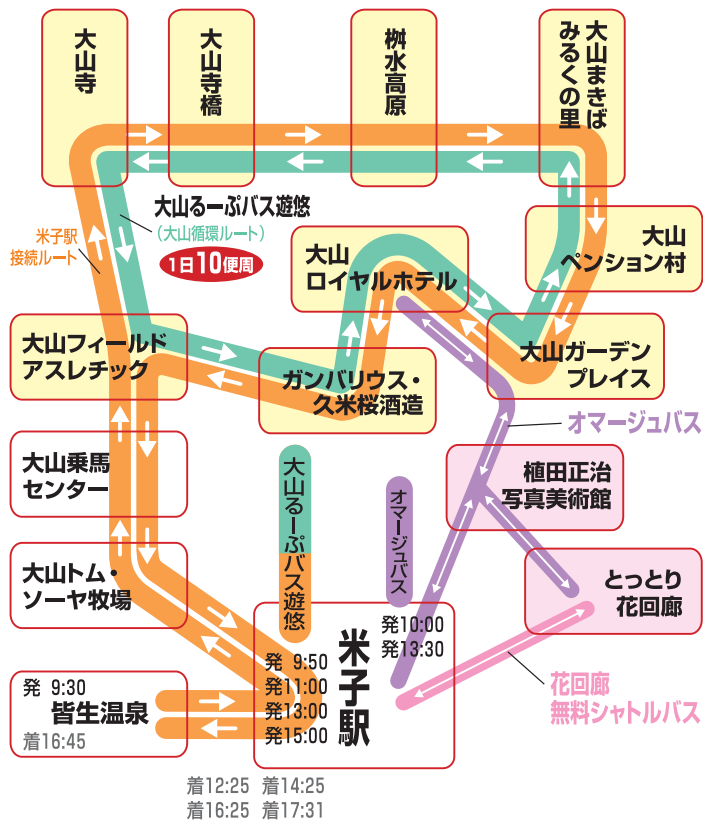 大山寺
大山寺橋
桝水高原
大山まきば
みるくの里
大山るーぷバス遊悠
（大山循環ルート）
1日10便周
米子駅
接続ルート
大山
ロイヤルホテル
大山
ペンション村
大山フィールド
アスレチック
ガンバリウス・
久米桜酒造
大山ガーデン
プレイス
オマージュバス
大山乗馬
センター
植田正治
写真美術館
大山るーぷバス遊悠
オマージュバス
大山トム・
ソーヤ牧場
とっとり
花回廊
発10:00
発13:30
米子駅
発 9:50
発11:00
発13:00
発15:00
発 9:30
皆生温泉
着16:45
花回廊
無料シャトルバス
着12:25 着14:25
着16:25 着17:31